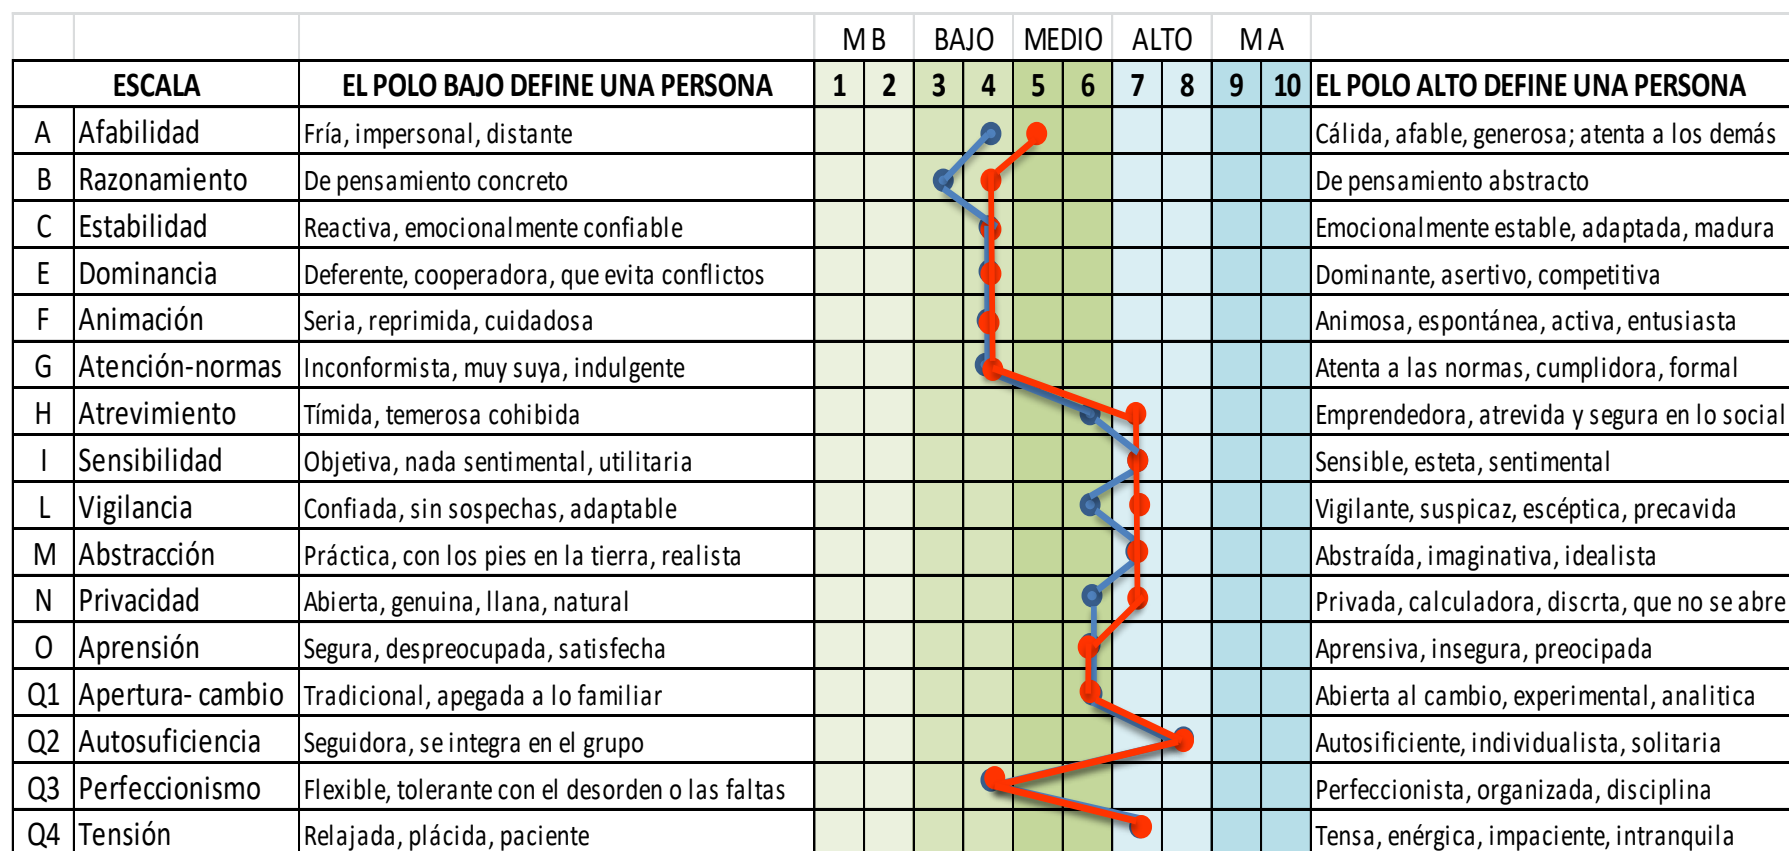 M B BAJO MEDIO ALTO M A
ESCALA EL POLO BAJO DEFINE UNA PERSONA 1 2 3 4 5 6 7 8 9 10 EL POLO ALTO DEFINE UNA PERSONA
A Afabilidad Fría, impersonal, distante Cálida, afable, generosa; atenta a los demás
B Razonamiento De pensamiento concreto De pensamiento abstracto
C Estabilidad Reactiva, emocionalmente confiable Emocionalmente estable, adaptada, madura
E Dominancia Deferente, cooperadora, que evita conflictos Dominante, asertivo, competitiva
F Animación Seria, reprimida, cuidadosa Animosa, espontánea, activa, entusiasta
G Atención-normas Inconformista, muy suya, indulgente Atenta a las normas, cumplidora, formal
H Atrevimiento Tímida, temerosa cohibida Emprendedora, atrevida y segura en lo social
I Sensibilidad Objetiva, nada sentimental, utilitaria Sensible, esteta, sentimental
L Vigilancia Confiada, sin sospechas, adaptable Vigilante, suspicaz, escéptica, precavida
M Abstracción Práctica, con los pies en la tierra, realista Abstraída, imaginativa, idealista
N Privacidad Abierta, genuina, llana, natural Privada, calculadora, discrta, que no se abre
O Aprensión Segura, despreocupada, satisfecha Aprensiva, insegura, preocipada
Q1 Apertura- cambio Tradicional, apegada a lo familiar Abierta al cambio, experimental, analitica
Q2 Autosuficiencia Seguidora, se integra en el grupo Autosificiente, individualista, solitaria
Q3 Perfeccionismo Flexible, tolerante con el desorden o las faltas Perfeccionista, organizada, disciplina
Q4 Tensión Relajada, plácida, paciente Tensa, enérgica, impaciente, intranquila